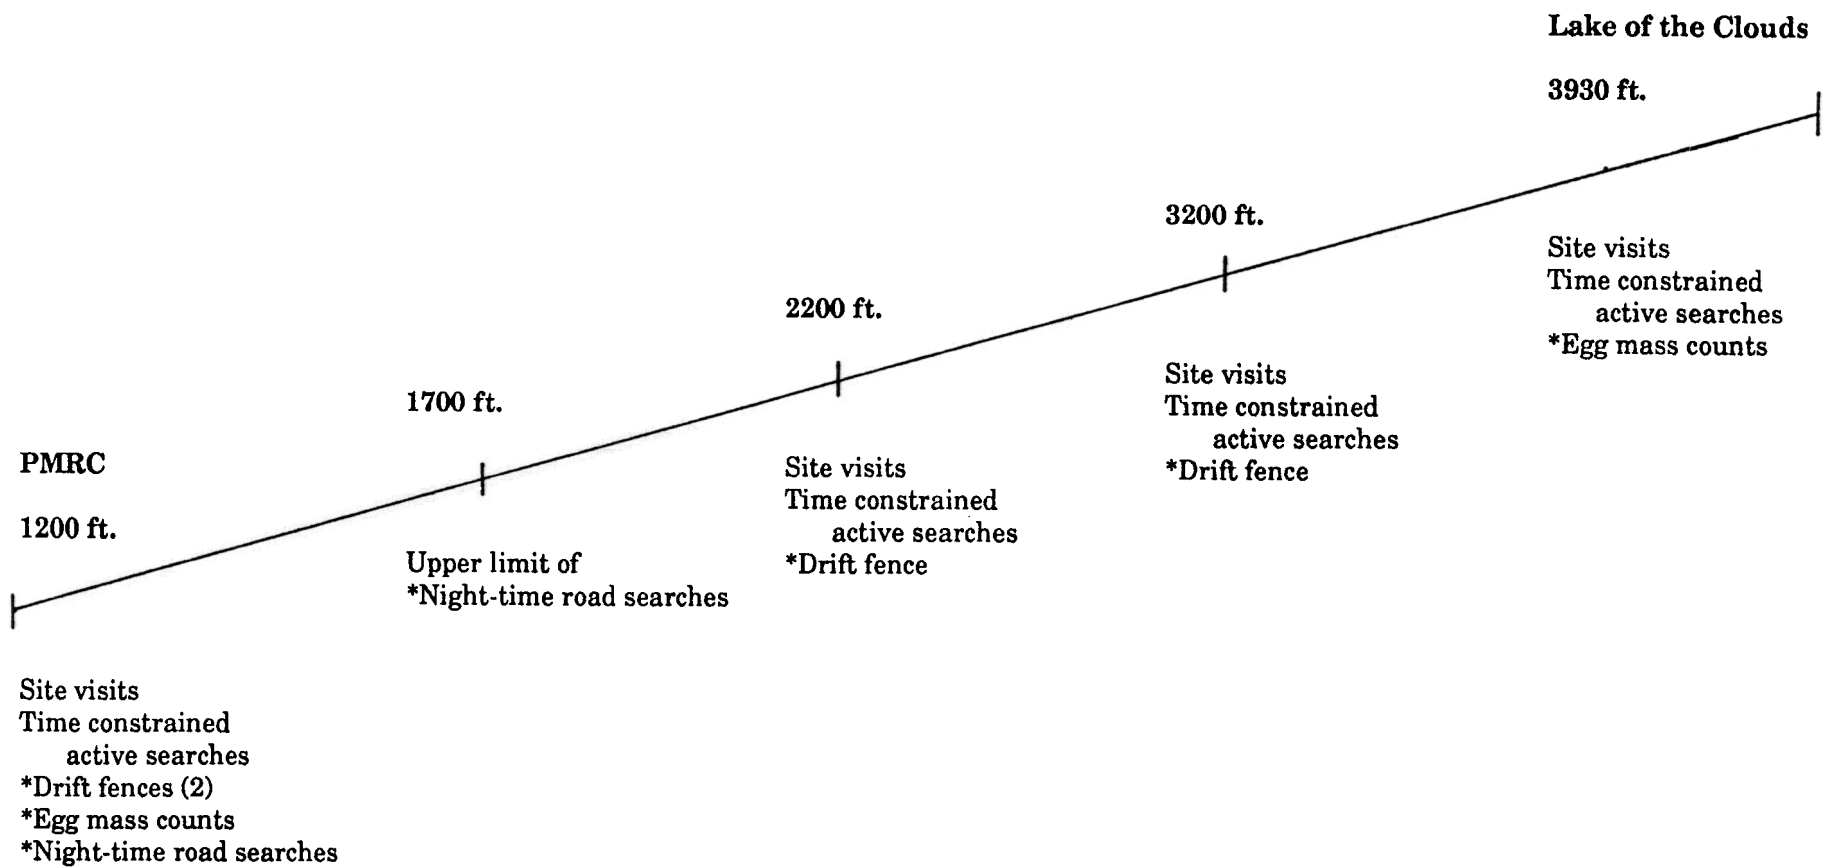 Lake of the Clouds
3930 ft.
Site visits
Time constrained
active searches
*Egg mass counts
3200 ft.
Site visits
Time constrained
active searches
*Drift fence
2200 ft.
Site visits
Time constrained
active searches
*Drift fence
1700 ft.
Upper limit of
*Night-time road searches
PMRC
1200 ft.
Site visits
Time constrained
active searches
*Drift fences (2)
*Egg mass counts
*Night-time road searches